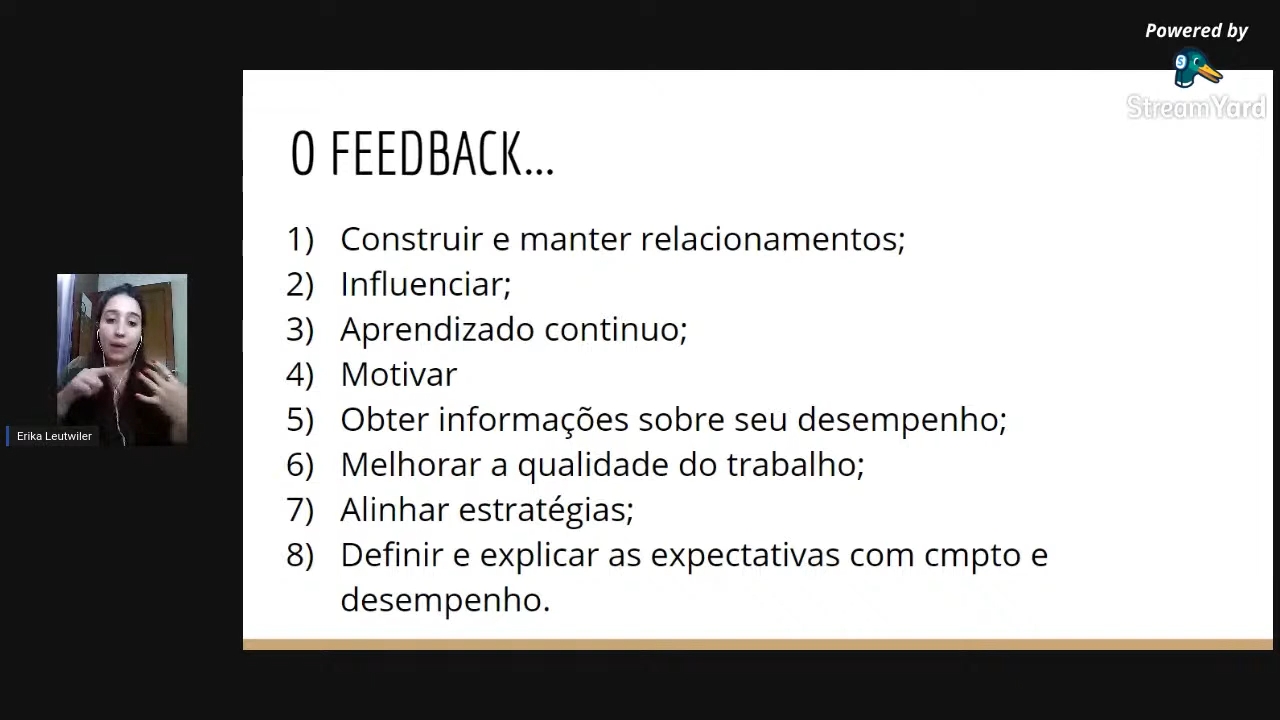 Powered by
StreamYard
O FEEDBACK...
1) Construir e manter relacionamentos;
2) Influenciar;
3) Aprendizado continuo;
4) Motivar
5) Obter informações sobre seu desempenho;
6) Melhorar a qualidade do trabalho;
7) Alinhar estratégias;
8) Definir e explicar as expectativas com cmpto e
desempenho.
Erika Leutwiler